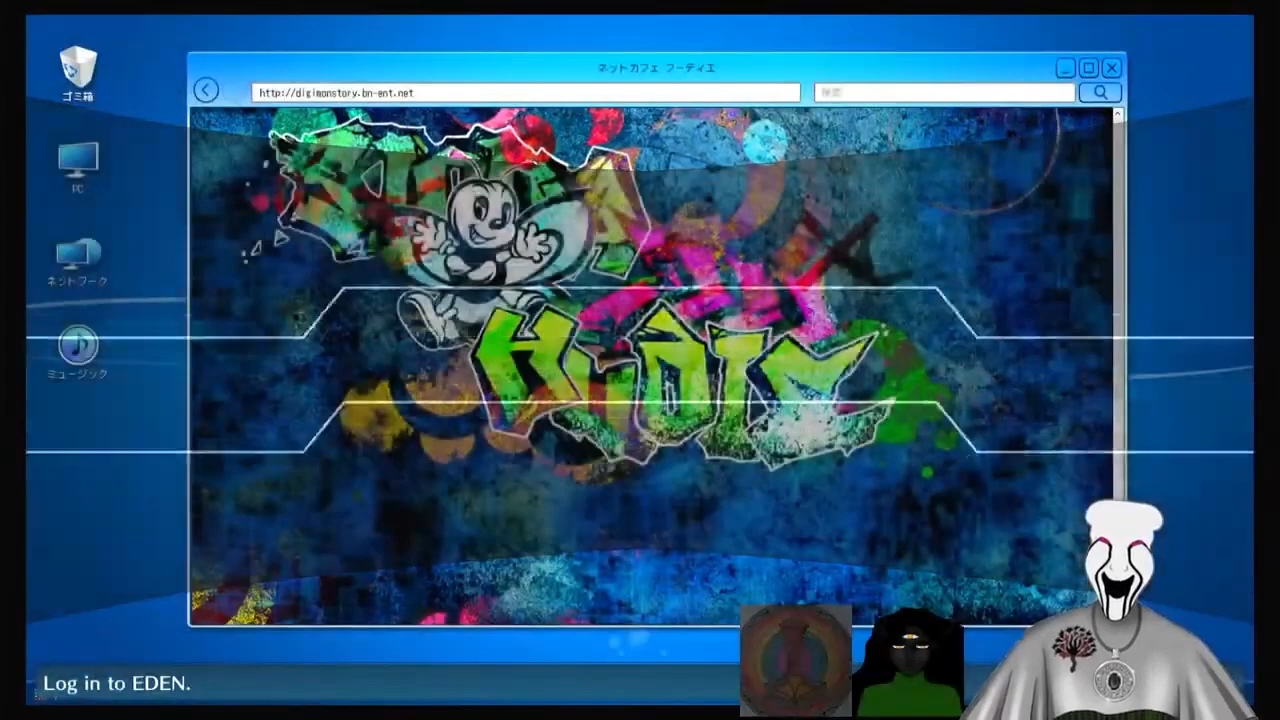 ネットカフェ フーディエ
http://digimonstory.bn-ent.net
検索
ゴミ箱
PC
ネットワーク
ミュージック
Log in to EDEN.